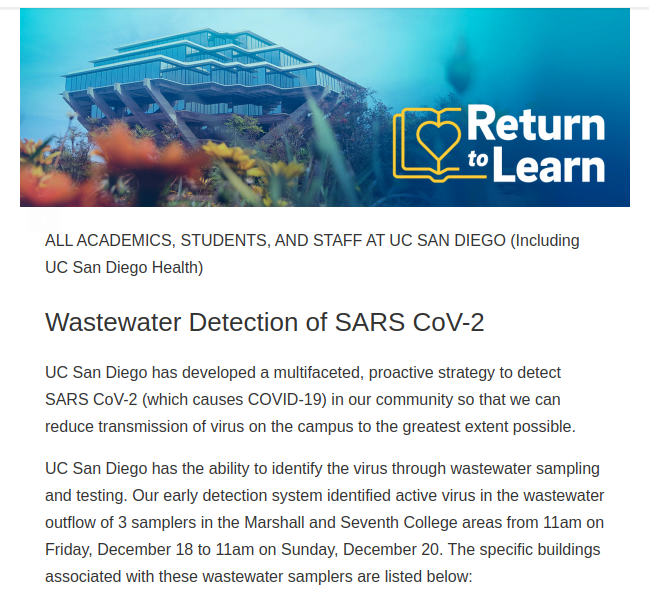 Return
to Learn
ALL ACADEMICS, STUDENTS, AND STAFF AT UC SAN DIEGO (Including
UC San Diego Health)
Wastewater Detection of SARS CoV-2
UC San Diego has developed a multifaceted, proactive strategy to detect
SARS CoV-2 (which causes COVID-19) in our community so that we can
reduce transmission of virus on the campus to the greatest extent possible.
UC San Diego has the ability to identify the virus through wastewater sampling
and testing. Our early detection system identified active virus in the wastewater
outflow of 3 samplers in the Marshall and Seventh College areas from 11am on
Friday, December 18 to 11am on Sunday, December 20. The specific buildings
associated with these wastewater samplers are listed below: